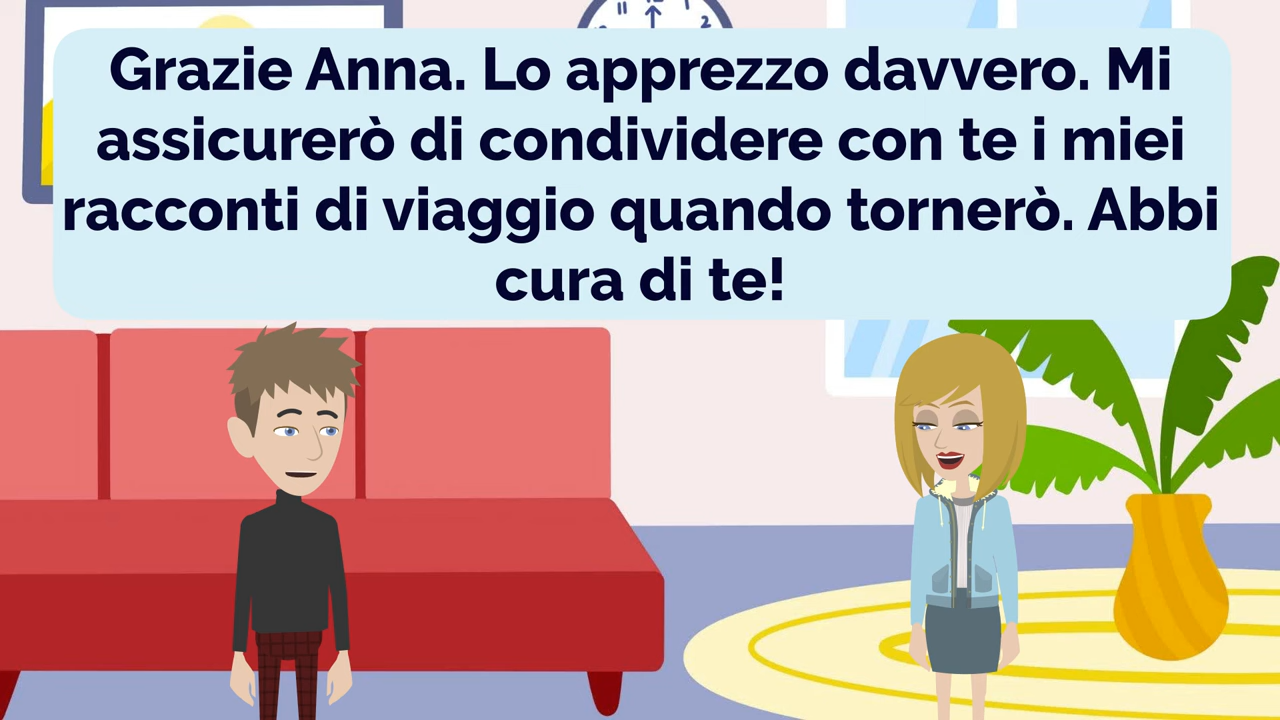 Grazie Anna. Lo apprezzo davvero. Mi
assicurerò di condividere con te i miei
racconti di viaggio quando tornerò. Abbi
cura di te!
2